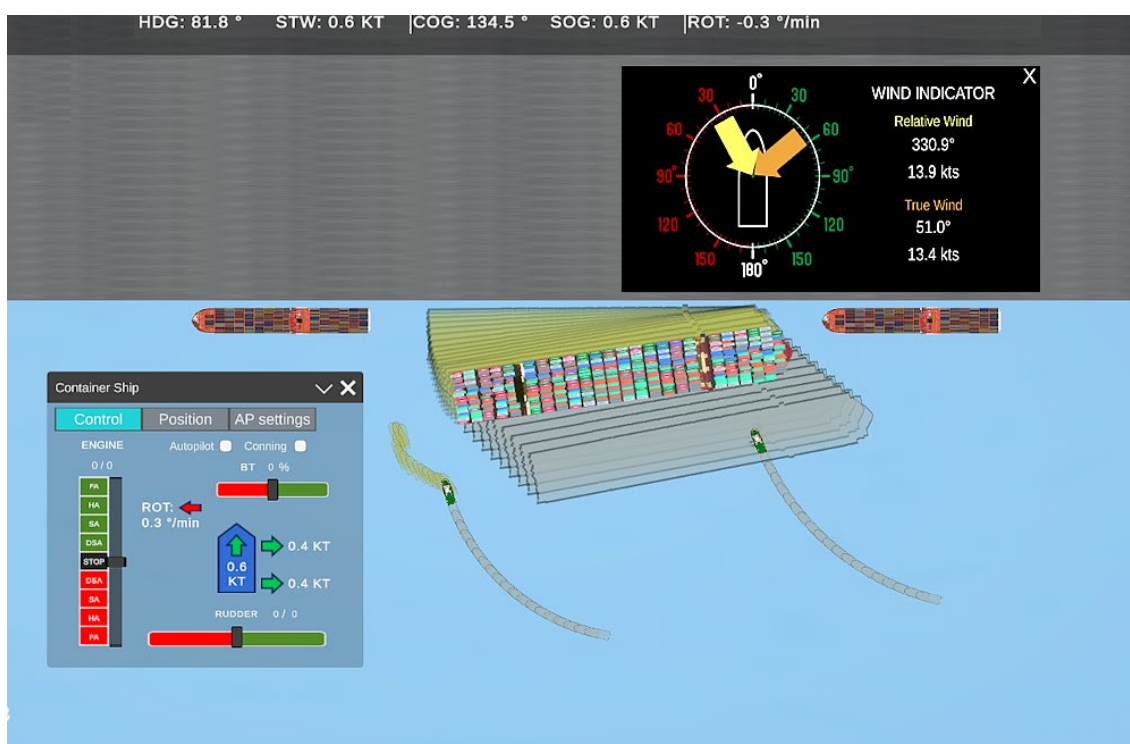 HDG: 81.8 ° STW: 0.6 KT |COG: 134.5 ° SOG: 0.6 KT |ROT: -0.3 °/min
X
WIND INDICATOR
Relative Wind
330.9°
13.9 kts
True Wind
51.0°
13.4 kts
0°
30 30
60 60
90° 90°
120 120
150 150
180°
Container Ship
Control Position AP settings
ENGINE Autopilot Conning
0/0 BT 0 %
FA
HA
SA
DSA
STOP
DSA
SA
HA
FA
ROT:
0.3 °/min
0.4 KT
0.6
KT
0.4 KT
RUDDER 0/0